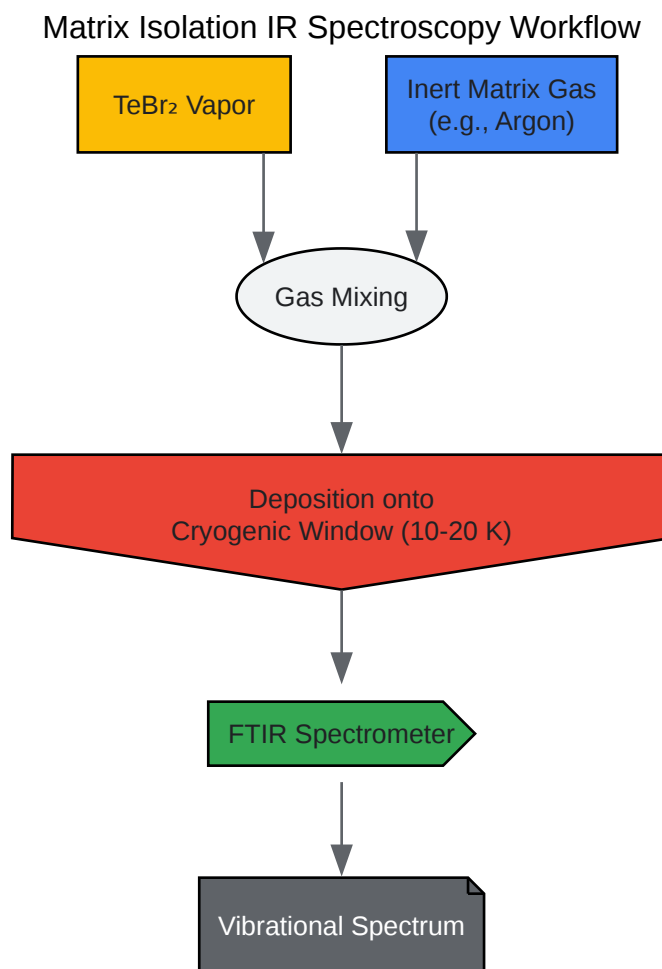 Matrix Isolation IR Spectroscopy Workflow
TeBr₂ Vapor
Inert Matrix Gas
(e.g., Argon)
Gas Mixing
Deposition onto
Cryogenic Window (10-20 K)
FTIR Spectrometer
Vibrational Spectrum